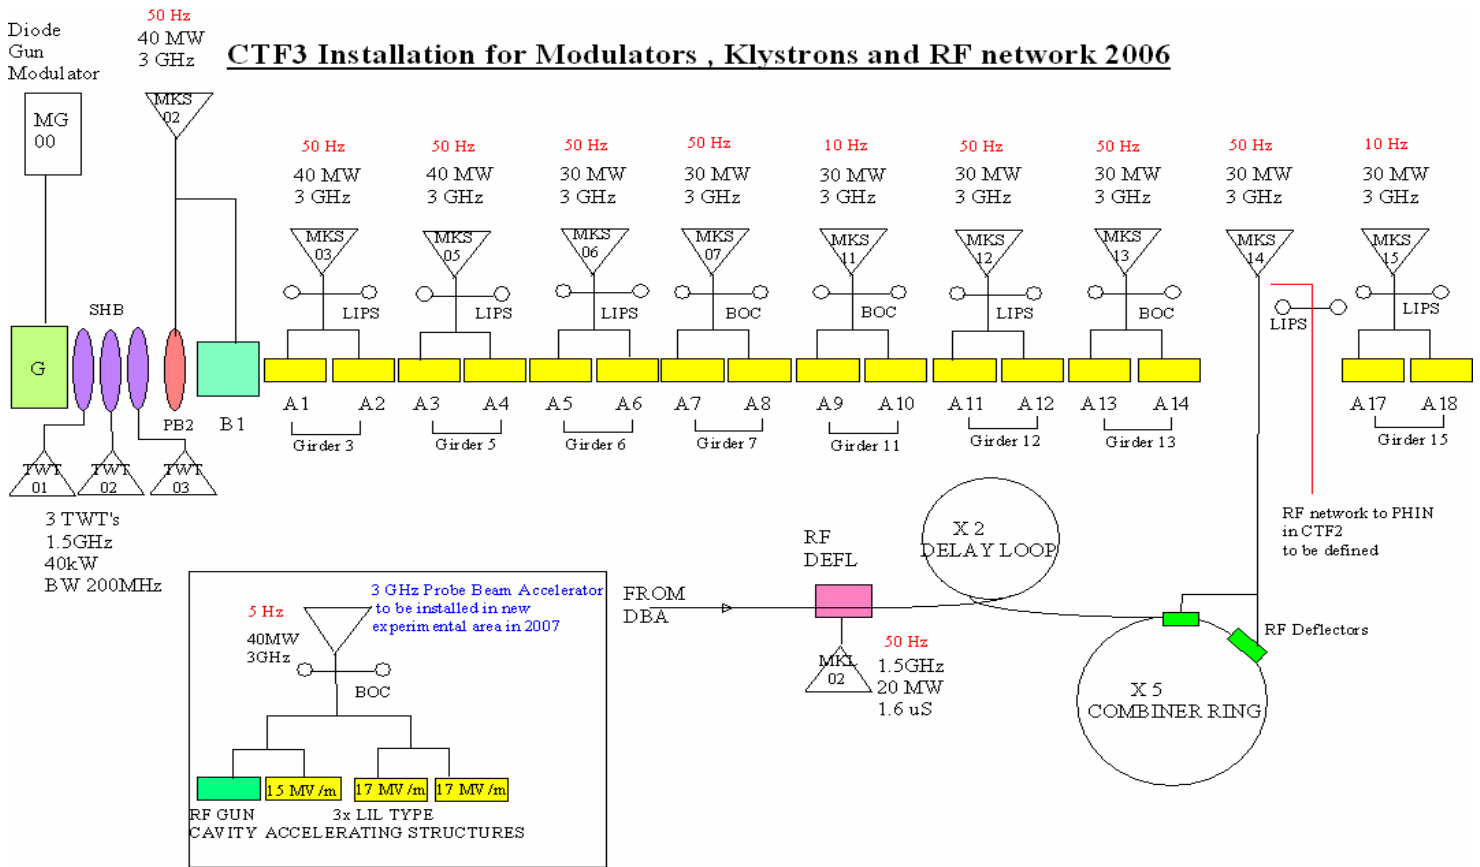 CTF3 Installation for Modulators , Klystrons and RF network 2006
Diode
Gun
Modulator
MG
00
50 Hz
40 MW
3 GHz
MKS
02
50 Hz
40 MW
3 GHz
MKS
03
LIPS
50 Hz
40 MW
3 GHz
MKS
05
LIPS
50 Hz
30 MW
3 GHz
MKS
06
LIPS
50 Hz
30 MW
3 GHz
MKS
07
BOC
10 Hz
30 MW
3 GHz
MKS
11
BOC
50 Hz
30 MW
3 GHz
MKS
12
LIPS
50 Hz
30 MW
3 GHz
MKS
13
BOC
50 Hz
30 MW
3 GHz
MKS
14
LIPS
10 Hz
30 MW
3 GHz
MKS
15
LIPS
SHB
G
PB2
B1
A1 A2
Girder 3
A3 A4
Girder 5
A5 A6
Girder 6
A7 A8
Girder 7
A9 A10
Girder 11
A11 A12
Girder 12
A13 A14
Girder 13
A17 A18
Girder 15
TWT
01
TWT
02
TWT
03
3 TWT's
1.5GHz
40kW
BW 200MHz
RF network to PHIN
in CTF2
to be defined
X 2
DELAY LOOP
RF
DEFL
FROM
DBA
MKL
02
50 Hz
1.5GHz
20 MW
1.6 uS
RF Deflectors
X 5
COMBINER RING
3 GHz Probe Beam Accelerator
to be installed in new
experimental area in 2007
5 Hz
40MW
3GHz
BOC
15 MV/m
17 MV/m
17 MV/m
RF GUN
CAVITY
3x LIL TYPE
ACCELERATING STRUCTURES